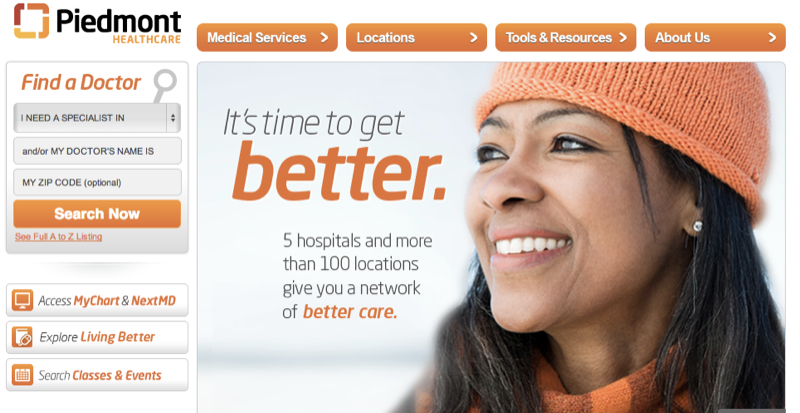 Piedmont
HEALTHCARE
Medical Services
Locations
Tools & Resources
About Us
Find a Doctor
I NEED A SPECIALIST IN
and/or MY DOCTOR'S NAME IS
MY ZIP CODE (optional)
Search Now
See Full A to Z Listing
Access MyChart & NextMD
Explore Living Better
Search Classes & Events
It's time to get
better.
5 hospitals and more
than 100 locations
give you a network
of better care.